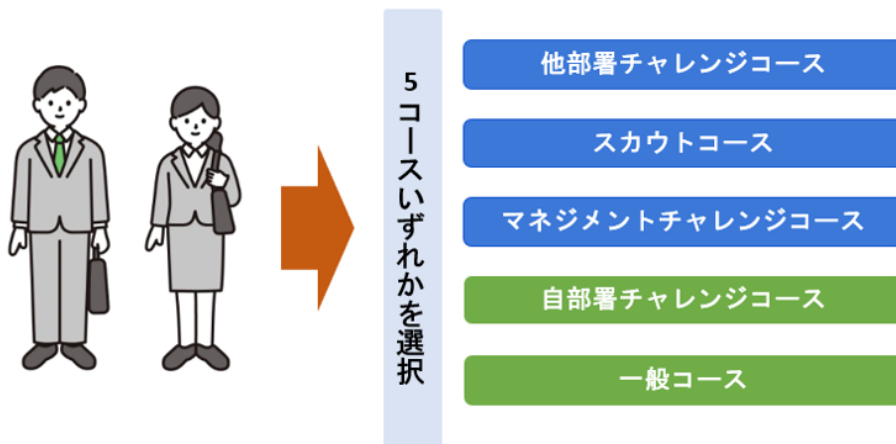 5コースいずれかを選択
他部署チャレンジコース
スカウトコース
マネジメントチャレンジコース
自部署チャレンジコース
一般コース